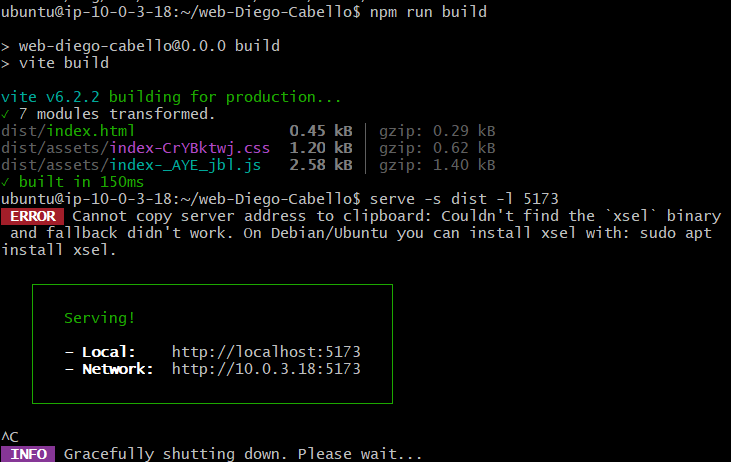 ubuntu@ip-10-0-3-18:~/web-Diego-Cabello$ npm run build
> web-diego-cabello@0.0.0 build
> vite build
vite v6.2.2 building for production...
✓ 7 modules transformed.
dist/index.html 0.45 kB │ gzip: 0.29 kB
dist/assets/index-CrYBktwj.css 1.20 kB │ gzip: 0.62 kB
dist/assets/index-_AYE_jbl.js 2.58 kB │ gzip: 1.40 kB
✓ built in 150ms
ubuntu@ip-10-0-3-18:~/web-Diego-Cabello$ serve -s dist -l 5173
ERROR Cannot copy server address to clipboard: Couldn't find the `xsel` binary
and fallback didn't work. On Debian/Ubuntu you can install xsel with: sudo apt
install xsel.
Serving!
- Local: http://localhost:5173
- Network: http://10.0.3.18:5173
^C
INFO Gracefully shutting down. Please wait...